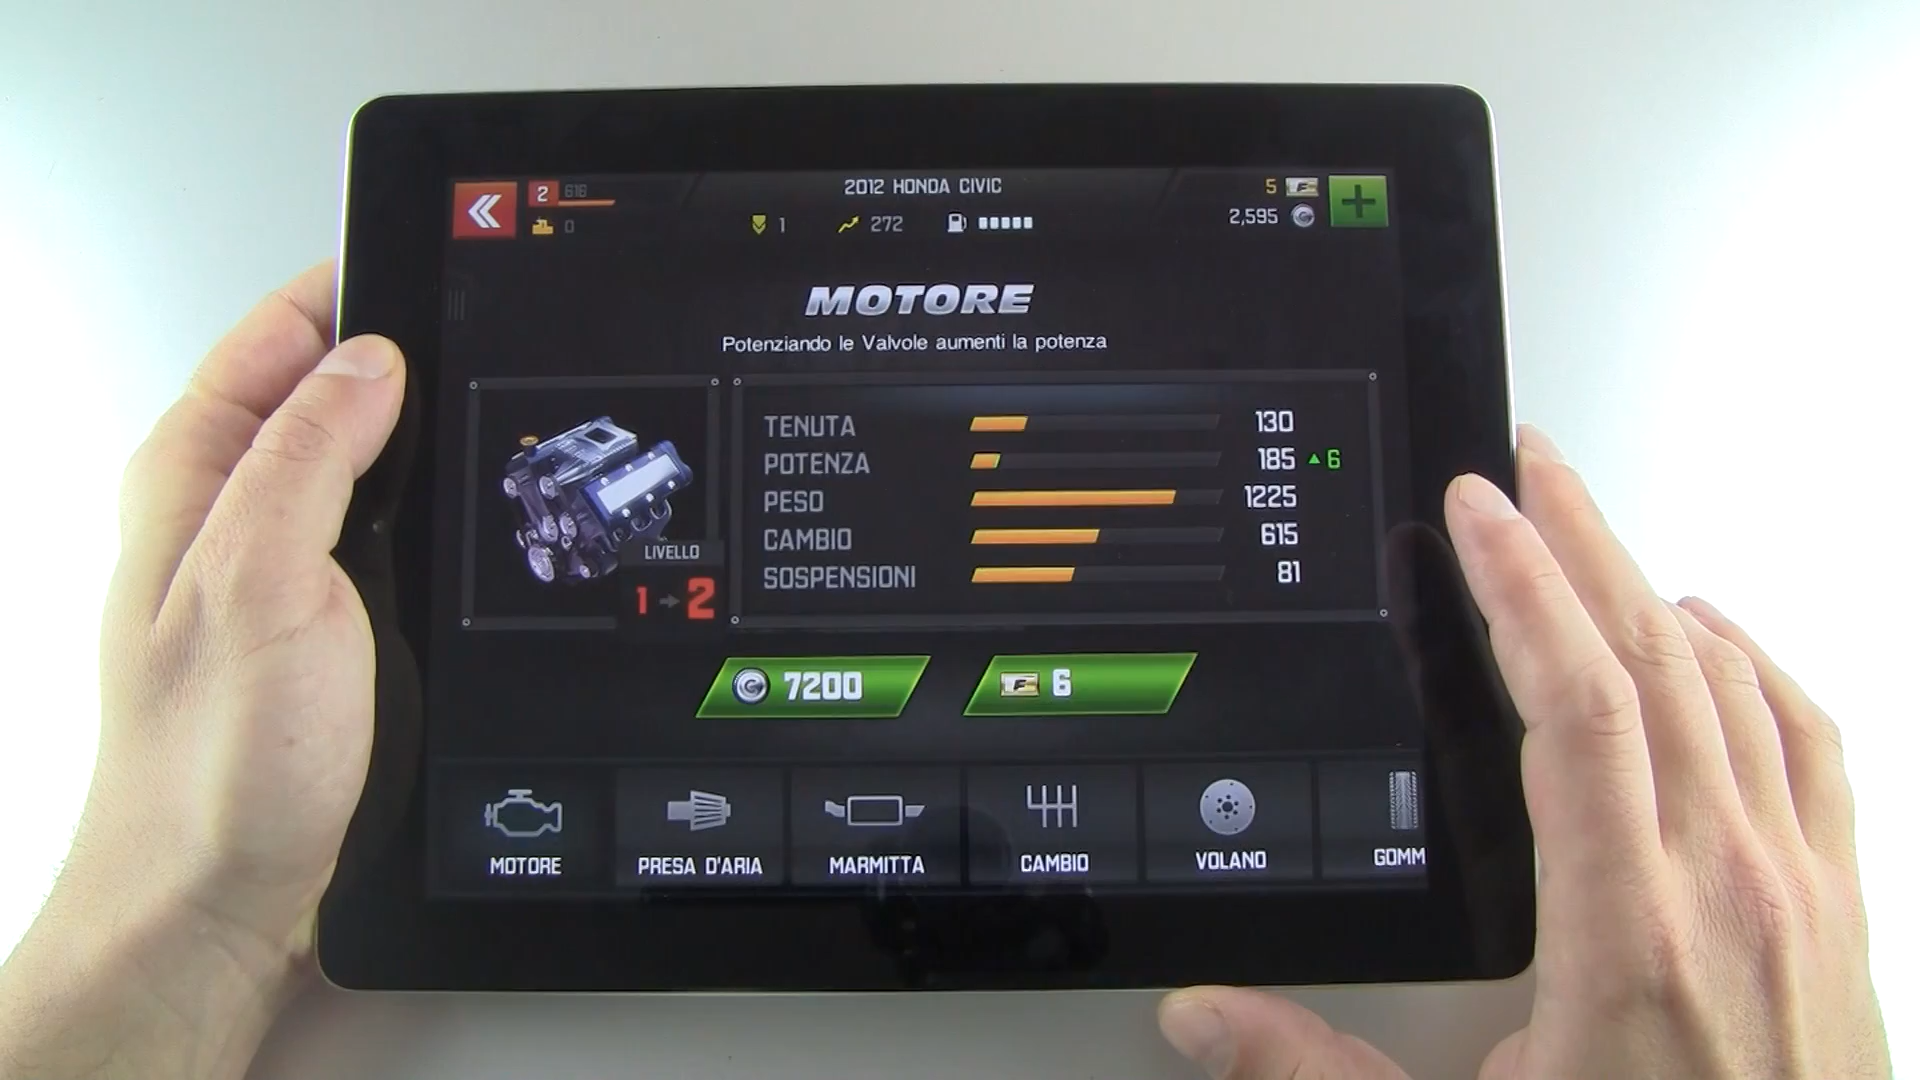 2 616
0
2012 HONDA CIVIC
1 272
5 F
2,595 C
MOTORE
Potenziando le Valvole aumenti la potenza
LIVELLO
1 → 2
TENUTA 130
POTENZA 185 ▲6
PESO 1225
CAMBIO 615
SOSPENSIONI 81
C 7200
F 6
MOTORE
PRESA D'ARIA
MARMITTA
CAMBIO
VOLANO
GOMM